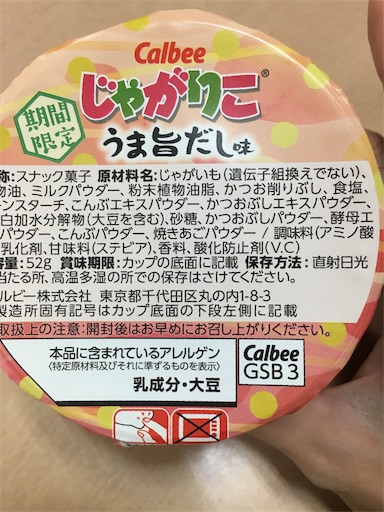 Calbee
期間
限定
じゃがりこ®
うま旨だし味
称:スナック菓子 原材料名:じゃがいも(遺伝子組換えでない)、
物油、ミルクパウダー、粉末植物油脂、かつお削りぶし、食塩、
ーンスターチ、こんぶエキスパウダー、かつおぶしエキスパウダー、
白加水分解物(大豆を含む)、砂糖、かつおぶしパウダー、酵母エ
パウダー、こんぶパウダー、焼きあごパウダー/調味料(アミノ酸
乳化剤、甘味料(ステビア)、香料、酸化防止剤(V.C)
容量:52g 賞味期限:カップの底面に記載 保存方法:直射日光
当たる所、高温多湿の所での保存はさけてください。
ルビー株式会社 東京都千代田区丸の内1-8-3
製造所固有記号はカップ底面の下段左側に記載
取扱上の注意:開封後はお早めにお召し上がりください。
本品に含まれているアレルゲン
〈特定原材料及びそれに準ずるものを表示〉
乳成分・大豆
Calbee
GSB3